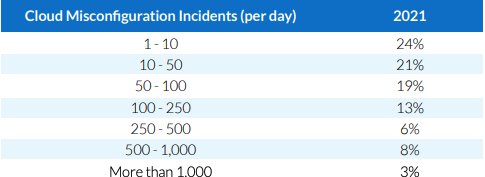 Cloud Misconfiguration Incidents (per day) 2021
1 - 10 24%
10 - 50 21%
50 - 100 19%
100 - 250 13%
250 - 500 6%
500 - 1,000 8%
More than 1,000 3%